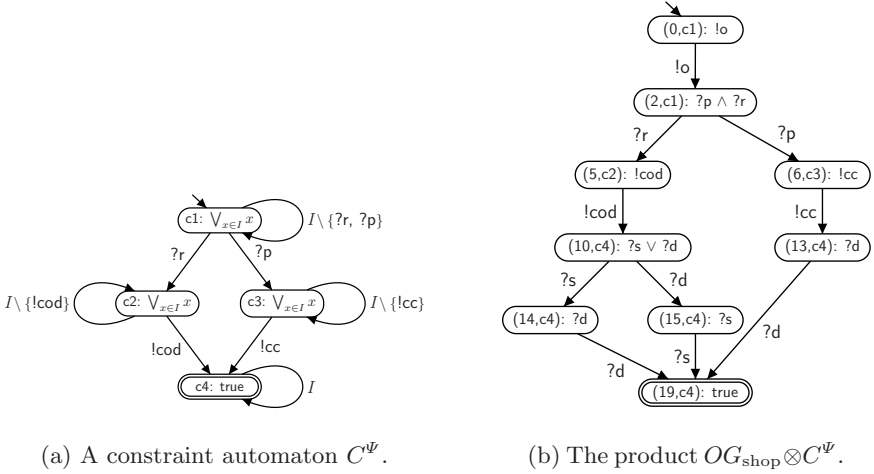 c1: ⋁x∈I x
I\{?r, ?p}
?r
?p
I\{!cod}
c2: ⋁x∈I x
c3: ⋁x∈I x
I\{!cc}
!cod
!cc
c4: true
I
(a) A constraint automaton C^Ψ.
(0,c1): !o
!o
(2,c1): ?p ∧ ?r
?r
?p
(5,c2): !cod
(6,c3): !cc
!cod
!cc
(10,c4): ?s ∨ ?d
(13,c4): ?d
?s
?d
(14,c4): ?d
(15,c4): ?s
?d
?d
?s
(19,c4): true
(b) The product OG_shop⊗C^Ψ.